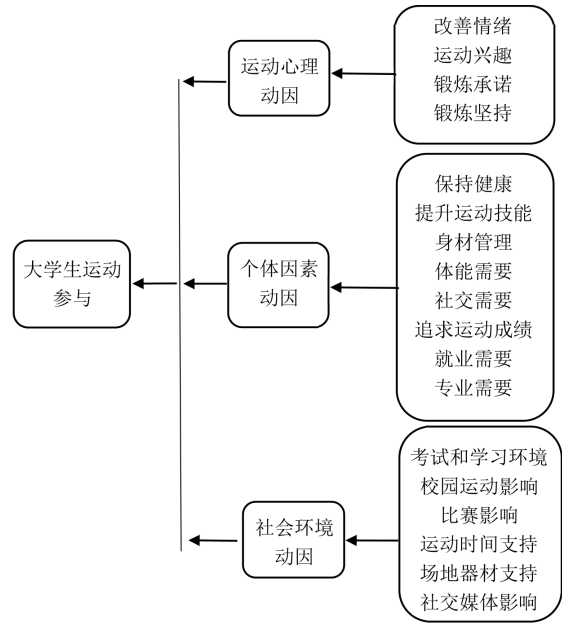 改善情绪
运动兴趣
锻炼承诺
锻炼坚持
运动心理
动因
保持健康
提升运动技能
身材管理
体能需要
社交需要
追求运动成绩
就业需要
专业需要
个体因素
动因
大学生运动
参与
考试和学习环境
校园运动影响
比赛影响
运动时间支持
场地器材支持
社交媒体影响
社会环境
动因